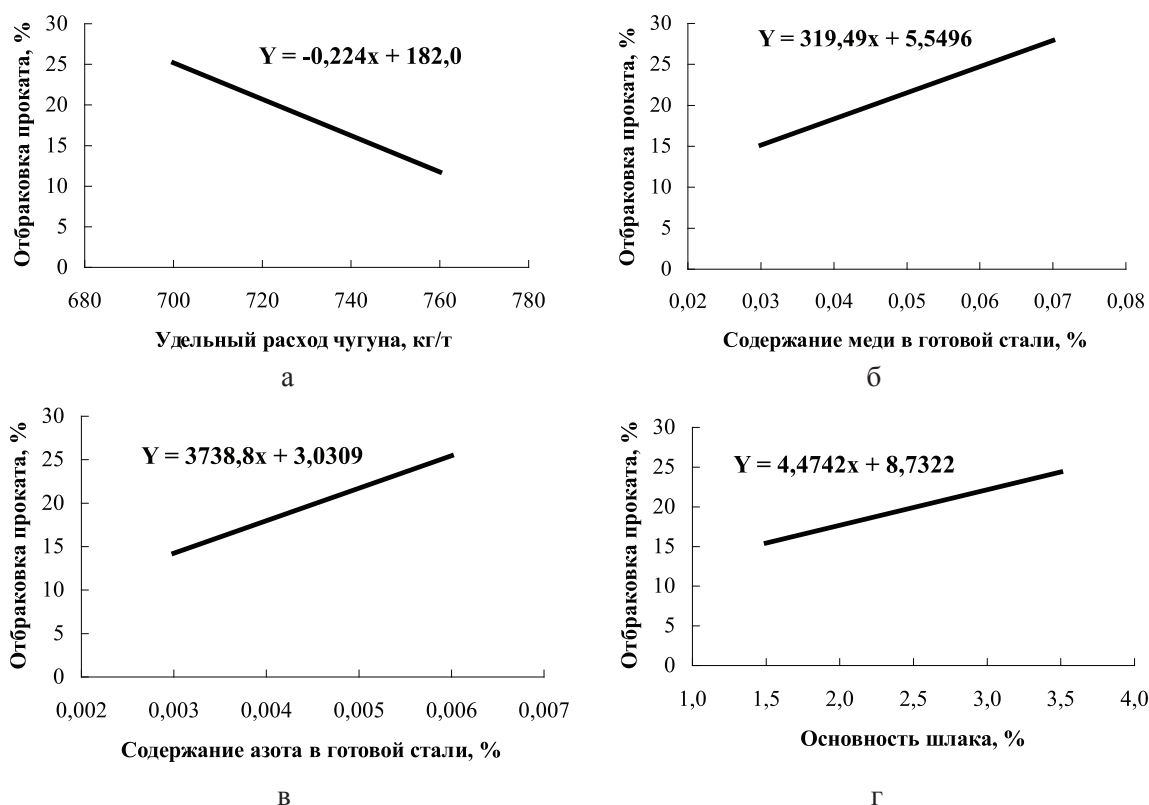 Отбраковка проката, %
30
25
20
15
10
5
0
Y = -0,224x + 182,0
680 700 720 740 760 780
Удельный расход чугуна, кг/т
а
Отбраковка проката, %
30
25
20
15
10
5
0
Y = 319,49x + 5,5496
0,02 0,03 0,04 0,05 0,06 0,07 0,08
Содержание меди в готовой стали, %
б
Отбраковка проката, %
30
25
20
15
10
5
0
Y = 3738,8x + 3,0309
0,002 0,003 0,004 0,005 0,006 0,007
Содержание азота в готовой стали, %
в
Отбраковка проката, %
30
25
20
15
10
5
0
Y = 4,4742x + 8,7322
1,0 1,5 2,0 2,5 3,0 3,5 4,0
Основность шлака, %
г